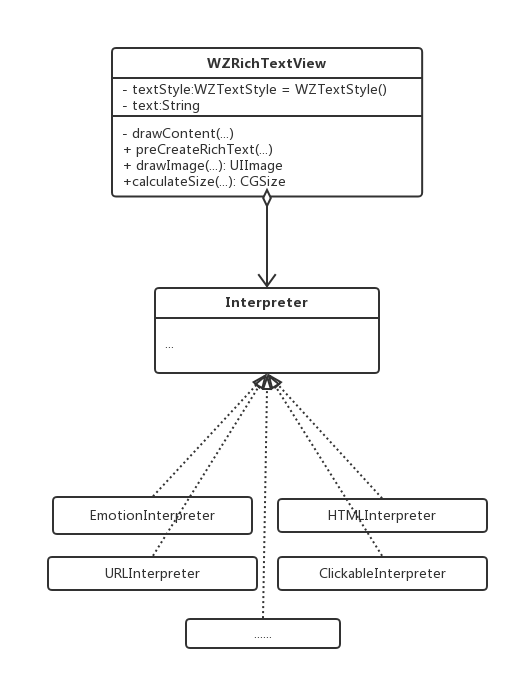 WZRichTextView
- textStyle:WZTextStyle = WZTextStyle()
- text:String
- drawContent(...)
+ preCreateRichText(...)
+ drawImage(...): UIImage
+calculateSize(...): CGSize
Interpreter
...
EmotionInterpreter
HTMLInterpreter
URLInterpreter
ClickableInterpreter
......